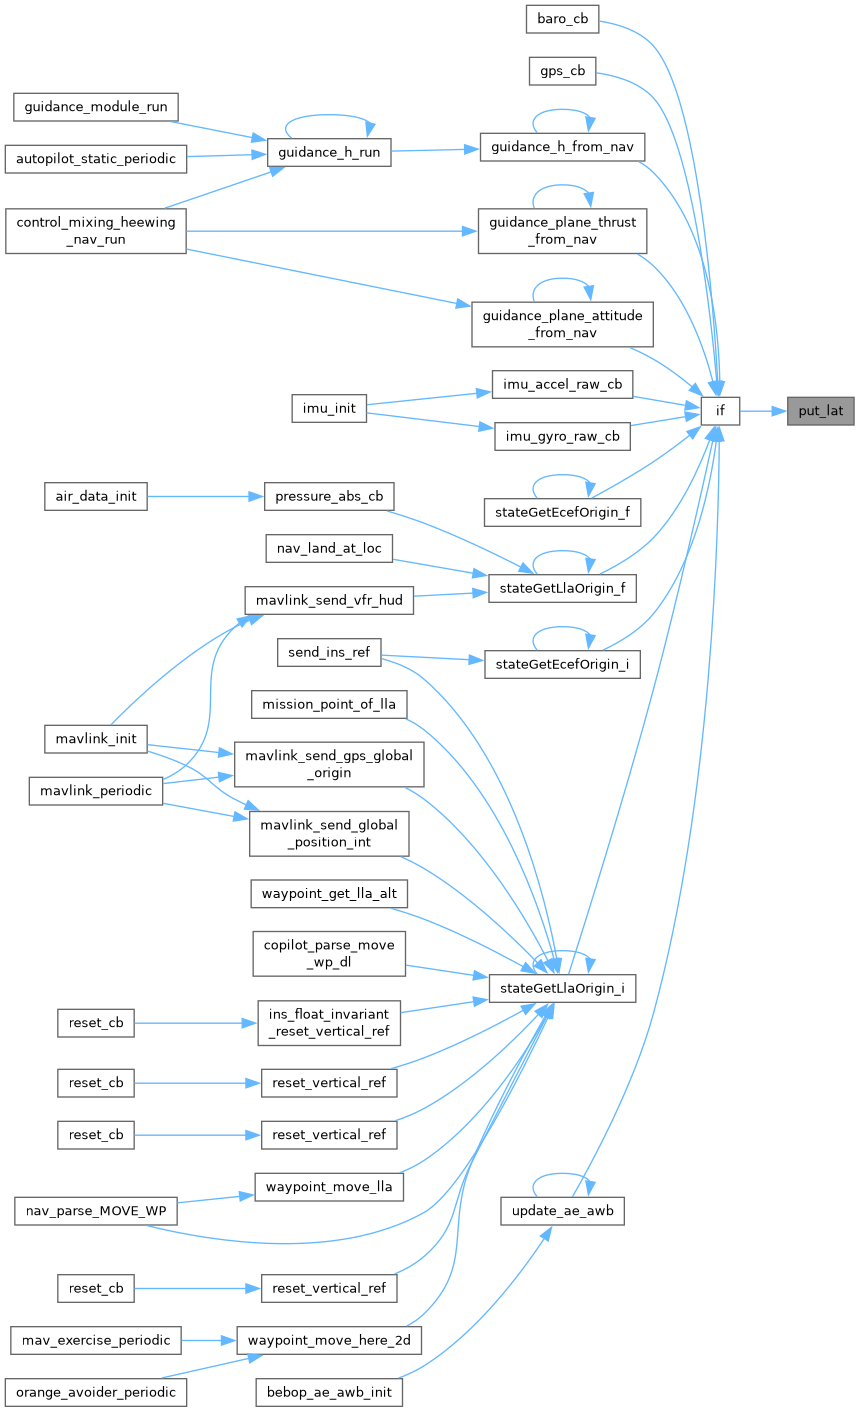 baro_cb
gps_cb
guidance_module_run
guidance_h_from_nav
guidance_h_run
autopilot_static_periodic
control_mixing_heewing
_nav_run
guidance_plane_thrust
_from_nav
guidance_plane_attitude
_from_nav
imu_accel_raw_cb
imu_init
if
put_lat
imu_gyro_raw_cb
air_data_init
pressure_abs_cb
stateGetEcefOrigin_f
nav_land_at_loc
stateGetLlaOrigin_f
mavlink_send_vfr_hud
send_ins_ref
stateGetEcefOrigin_i
mission_point_of_lla
mavlink_init
mavlink_send_gps_global
_origin
mavlink_periodic
mavlink_send_global
_position_int
waypoint_get_lla_alt
copilot_parse_move
_wp_dl
stateGetLlaOrigin_i
reset_cb
ins_float_invariant
_reset_vertical_ref
reset_cb
reset_vertical_ref
reset_cb
reset_vertical_ref
waypoint_move_lla
nav_parse_MOVE_WP
update_ae_awb
reset_cb
reset_vertical_ref
mav_exercise_periodic
waypoint_move_here_2d
orange_avoider_periodic
bebop_ae_awb_init